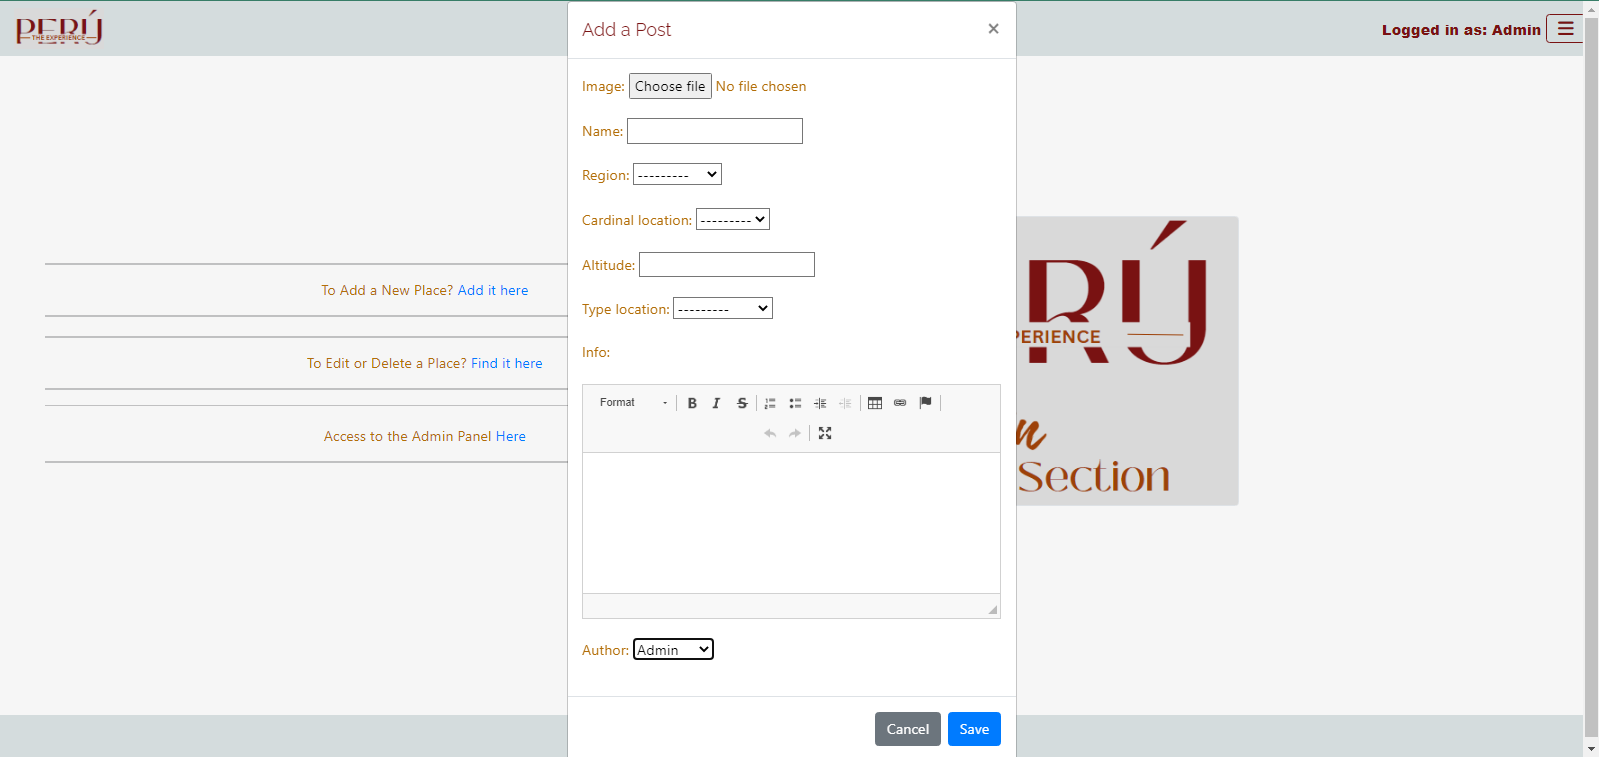 PERÚ
THE EXPERIENCE
Add a Post
×
Logged in as: Admin
Image: Choose file No file chosen
Name:
Region: ---------
Cardinal location: ---------
Altitude:
Type location: ---------
Info:
Format
B I S
Author: Admin
Cancel Save
To Add a New Place? Add it here
To Edit or Delete a Place? Find it here
Access to the Admin Panel Here
RÚ
PERIENCE
n
Section